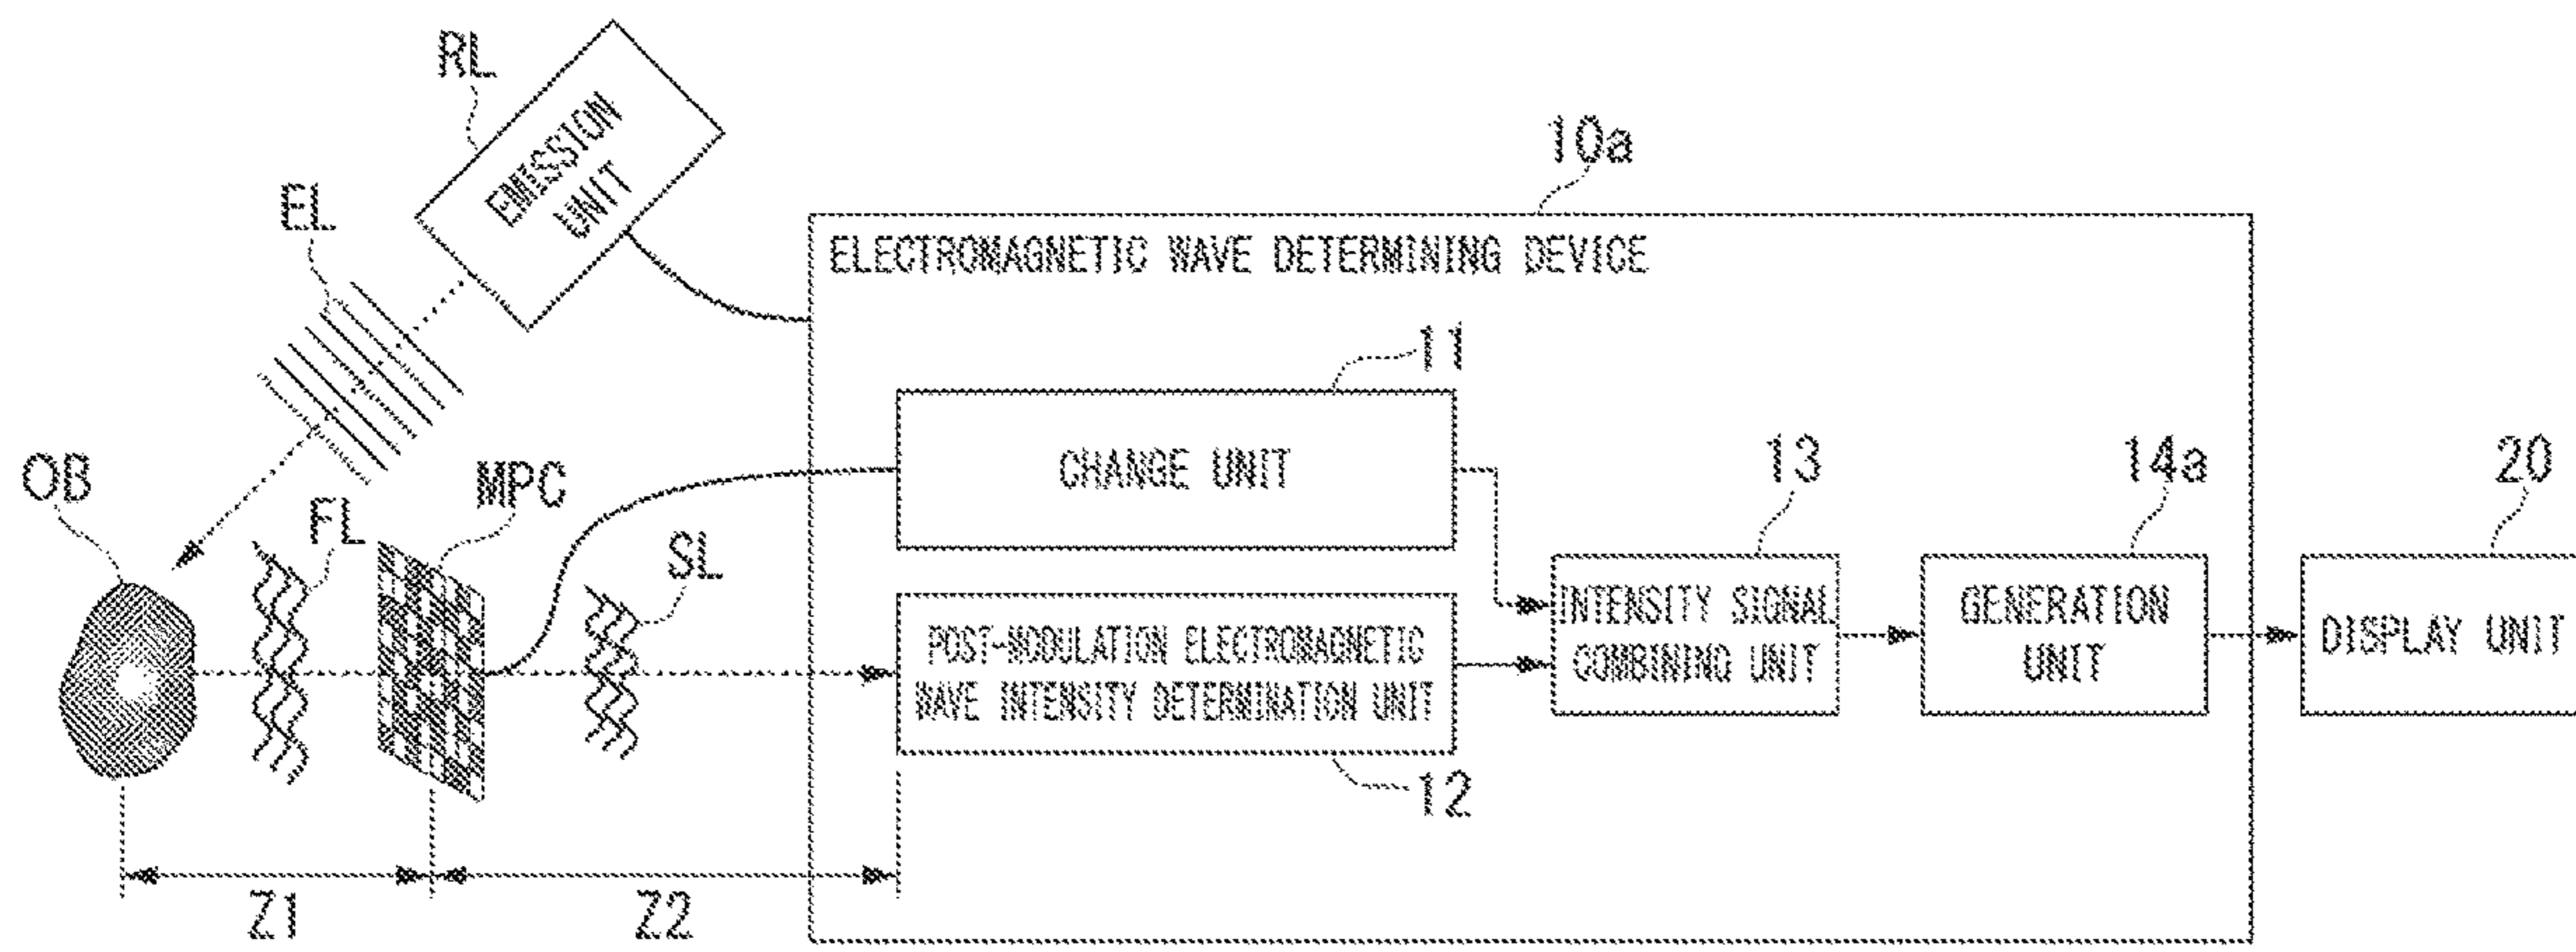 RL
EMISSION
UNIT
EL
10a
ELECTROMAGNETIC WAVE DETERMINING DEVICE
11
CHANGE UNIT
OB
FL
MPC
SL
13
14a
20
POST-MODULATION ELECTROMAGNETIC
WAVE INTENSITY DETERMINATION UNIT
INTENSITY SIGNAL
COMBINING UNIT
GENERATION
UNIT
DISPLAY UNIT
12
Z1
Z2